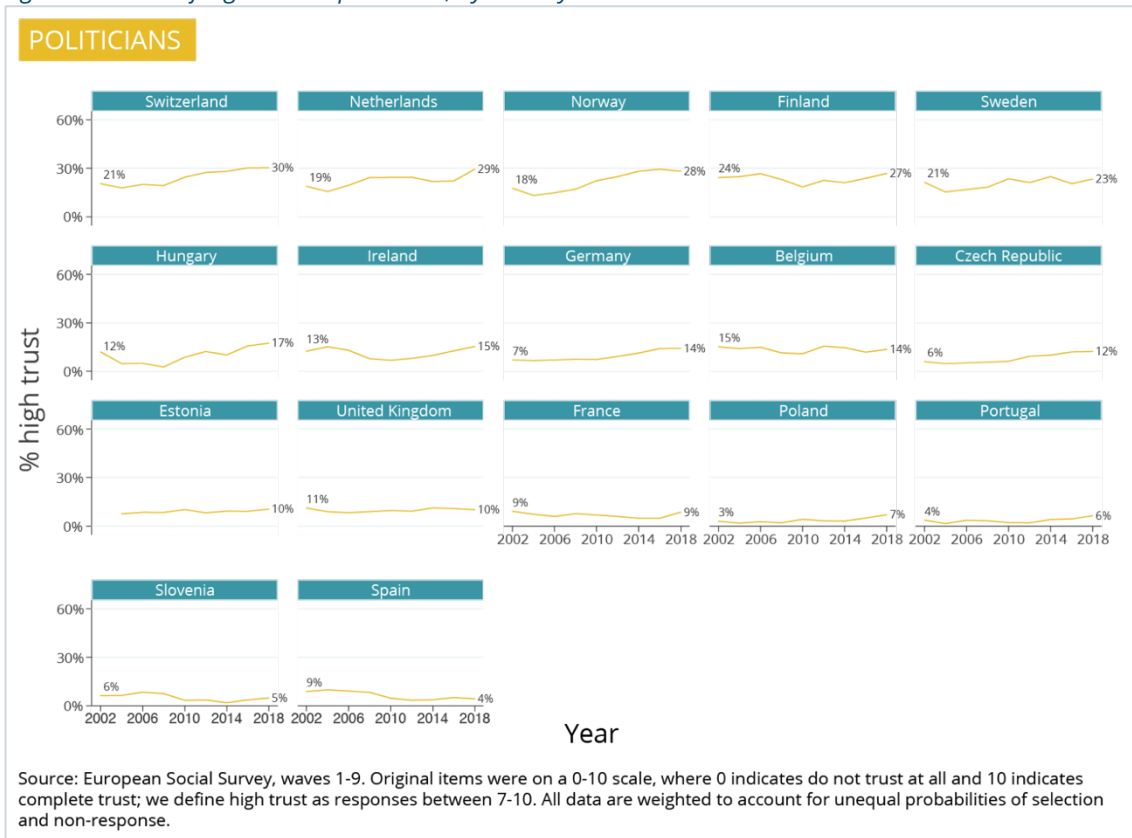 POLITICIANS
Switzerland Netherlands Norway Finland Sweden
60%
30%
0%
21% 30% 19% 29% 18% 28% 24% 27% 21% 23%
Hungary Ireland Germany Belgium Czech Republic
60%
30%
0%
12% 17% 13% 15% 7% 14% 15% 14% 6% 12%
% high trust
Estonia United Kingdom France Poland Portugal
60%
30%
0%
10% 11% 10% 9% 9% 3% 7% 4% 6%
2002 2006 2010 2014 2018 2002 2006 2010 2014 2018 2002 2006 2010 2014 2018
Slovenia Spain
60%
30%
0%
6% 5% 9% 4%
2002 2006 2010 2014 2018 2002 2006 2010 2014 2018
Year
Source: European Social Survey, waves 1-9. Original items were on a 0-10 scale, where 0 indicates do not trust at all and 10 indicates
complete trust; we define high trust as responses between 7-10. All data are weighted to account for unequal probabilities of selection
and non-response.